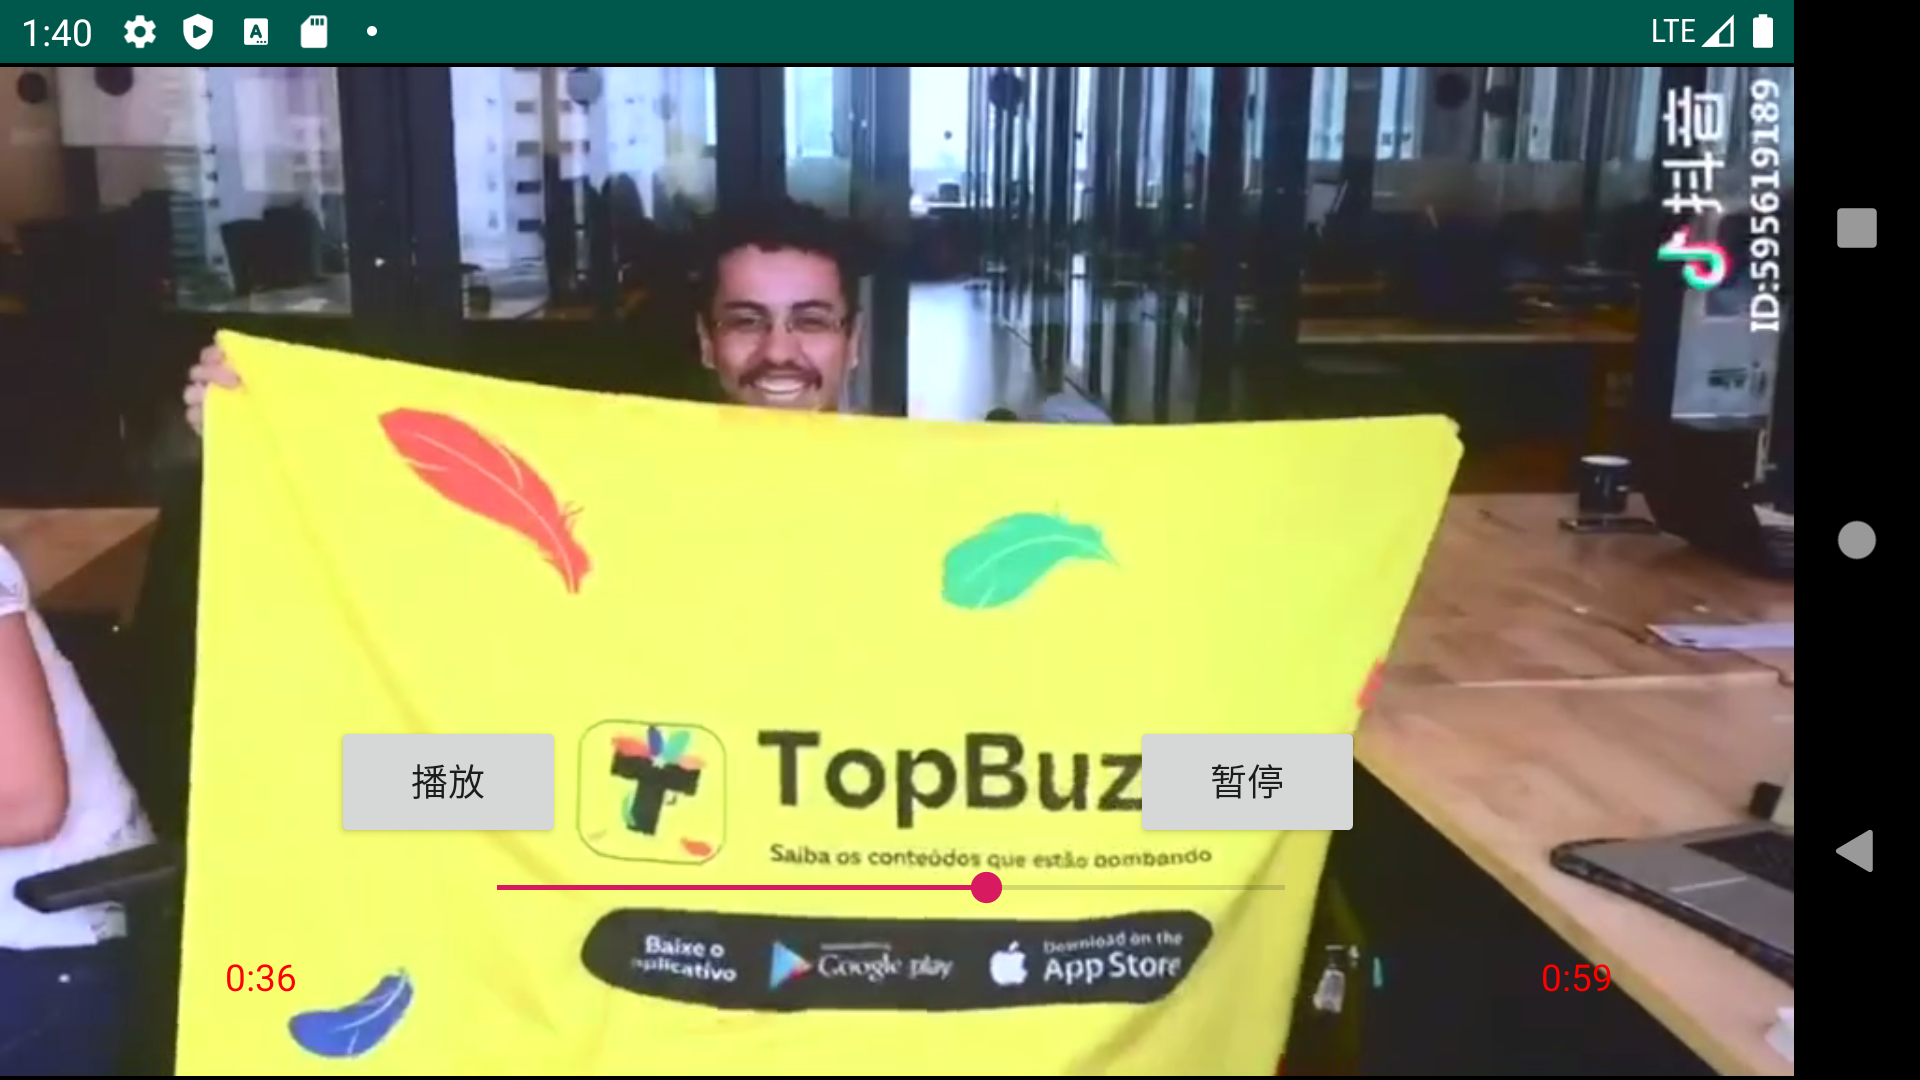 1:40
LTE
抖音
ID:595619189
TopBuz
播放
暂停
Saiba os conteúdos que estão bombando
Baixe o
aplicativo
Google play
Download on the
App Store
0:36
0:59